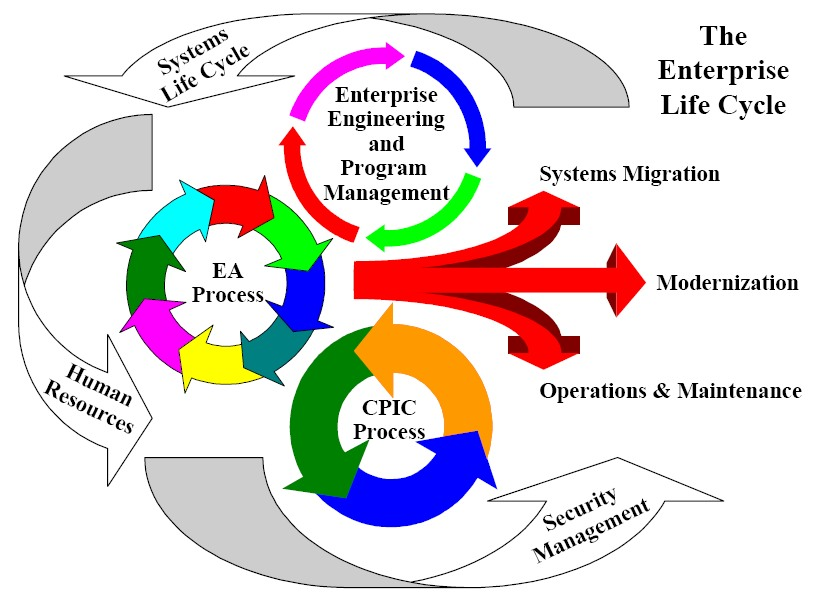 The
Enterprise
Life Cycle
Systems
Life Cycle
Enterprise
Engineering
and
Program
Management
Systems Migration
EA
Process
Modernization
Human
Resources
CPIC
Process
Operations & Maintenance
Security
Management